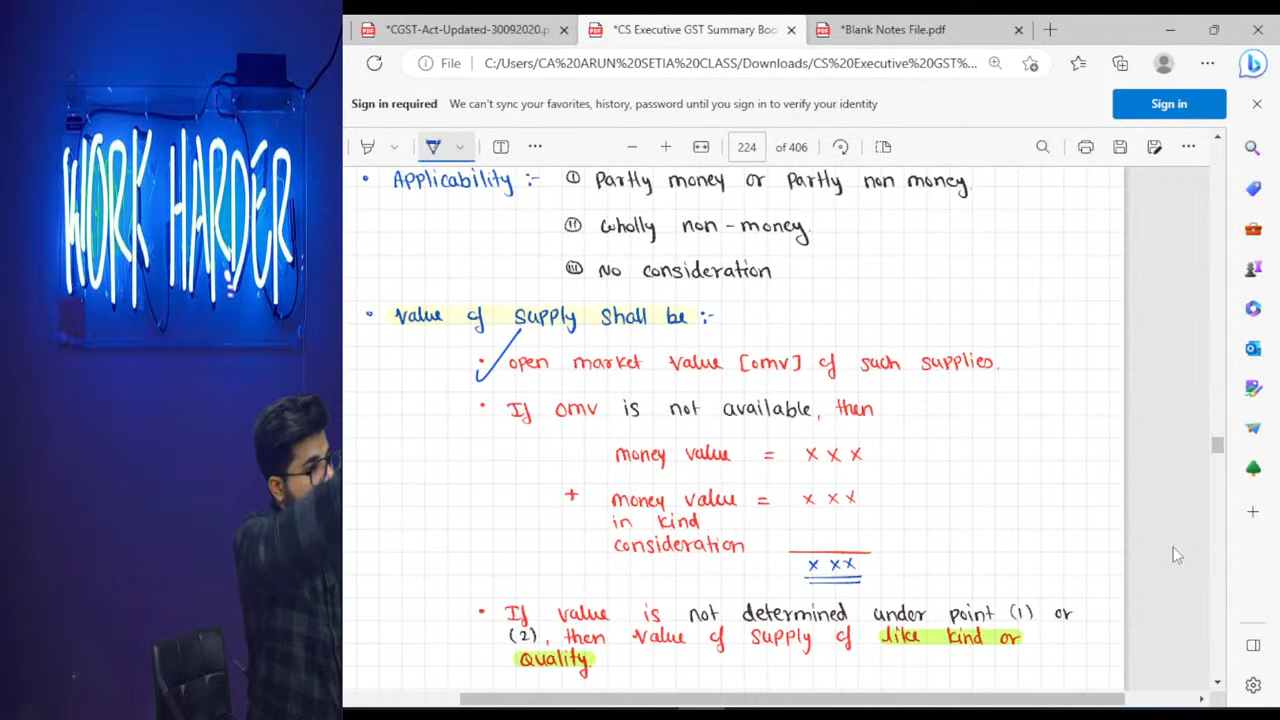 *CGST-Act-Updated-30092020.p
*CS Executive GST Summary Boo
*Blank Notes File.pdf
File
C:/Users/CA%20ARUN%20SETIA%20CLASS/Downloads/CS%20Executive%20GST%...
Sign in required
We can't sync your favorites, history, password until you sign in to verify your identity
Sign in
224 of 406
WORK HARDER
• Applicability :- (i) Partly money or Partly non money.
(ii) wholly non-money.
(iii) No consideration
• Value of supply shall be :-
• open market value [omv] of such supplies.
• If omv is not available, then
money value = x x x
+ money value = x x x
in kind
consideration
x x x
• If value is not determined under point (1) or
(2), then value of supply of like kind or
Quality.